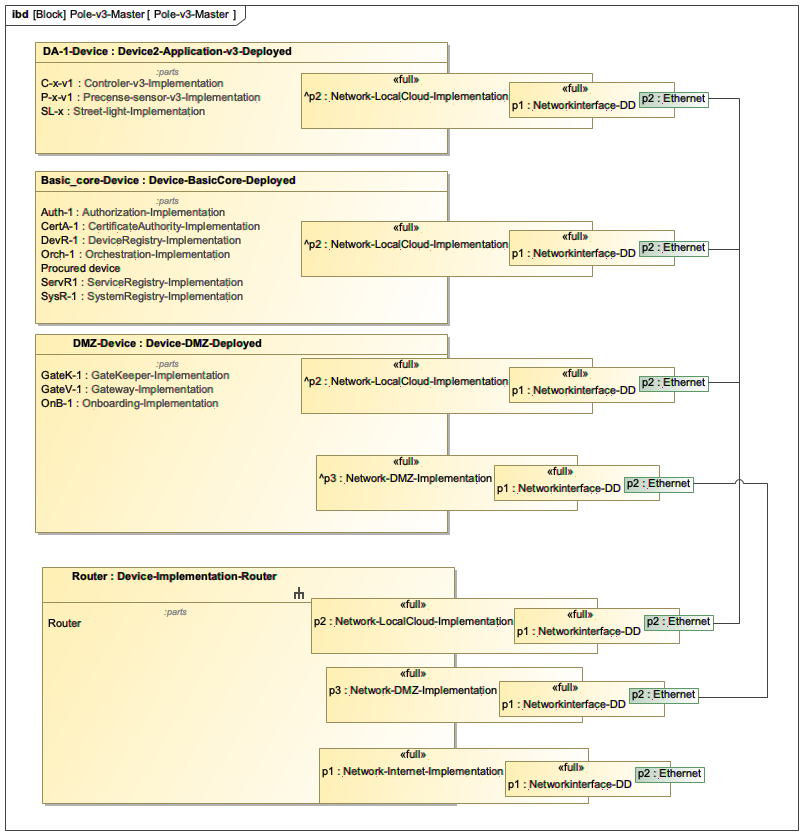 ibd [Block] Pole-v3-Master [ Pole-v3-Master ]
DA-1-Device : Device2-Application-v3-Deployed
:parts
C-x-v1 : Controler-v3-Implementation
P-x-v1 : Precense-sensor-v3-Implementation
SL-x : Street-light-Implementation
«full»
^p2 : Network-LocalCloud-Implementation
«full»
p1 : Networkinterface-DD
p2 : Ethernet
Basic_core-Device : Device-BasicCore-Deployed
:parts
Auth-1 : Authorization-Implementation
CertA-1 : CertificateAuthority-Implementation
DevR-1 : DeviceRegistry-Implementation
Orch-1 : Orchestration-Implementation
Procured device
ServR1 : ServiceRegistry-Implementation
SysR-1 : SystemRegistry-Implementation
«full»
^p2 : Network-LocalCloud-Implementation
«full»
p1 : Networkinterface-DD
p2 : Ethernet
DMZ-Device : Device-DMZ-Deployed
:parts
GateK-1 : GateKeeper-Implementation
GateV-1 : Gateway-Implementation
OnB-1 : Onboarding-Implementation
«full»
^p2 : Network-LocalCloud-Implementation
«full»
p1 : Networkinterface-DD
p2 : Ethernet
«full»
^p3 : Network-DMZ-Implementation
«full»
p1 : Networkinterface-DD
p2 : Ethernet
Router : Device-Implementation-Router
:parts
Router
«full»
p2 : Network-LocalCloud-Implementation
«full»
p1 : Networkinterface-DD
p2 : Ethernet
«full»
p3 : Network-DMZ-Implementation
«full»
p1 : Networkinterface-DD
p2 : Ethernet
«full»
p1 : Network-Internet-Implementation
«full»
p1 : Networkinterface-DD
p2 : Ethernet